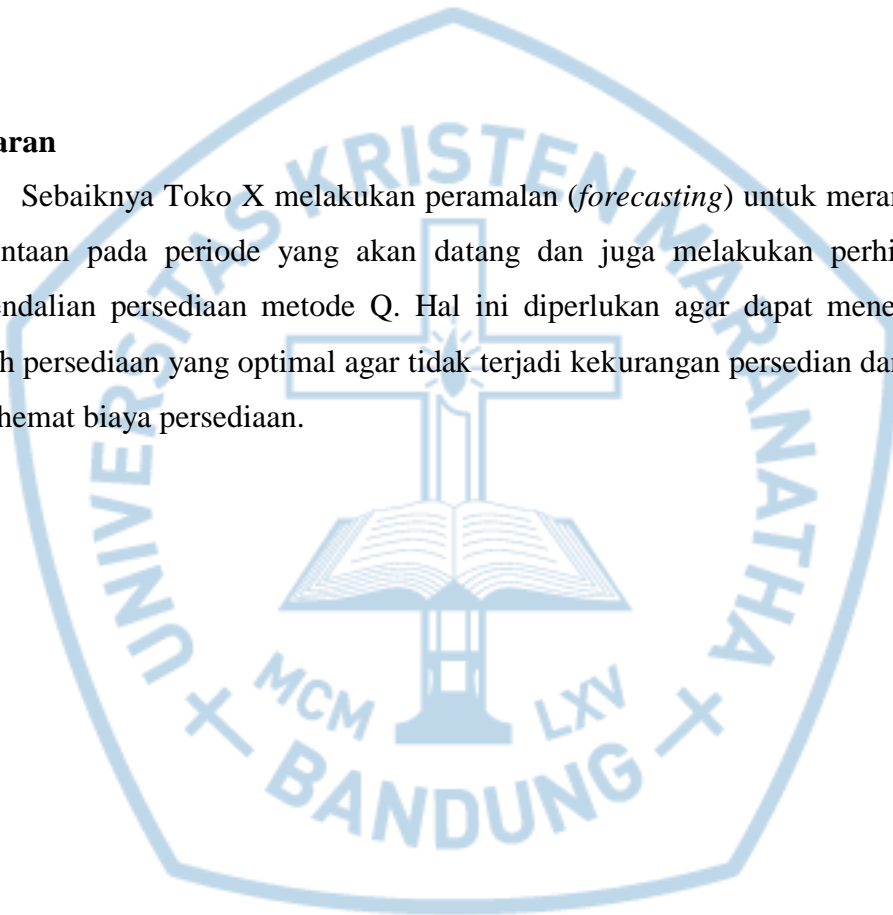 aran
Sebaiknya Toko X melakukan peramalan (forecasting) untuk meran
ntaan pada periode yang akan datang dan juga melakukan perhi
endalian persediaan metode Q. Hal ini diperlukan agar dapat mene
h persediaan yang optimal agar tidak terjadi kekurangan persedian dan
hemat biaya persediaan.
UNIVERSITAS KRISTEN MARANATHA
MCM LXV
BANDUNG